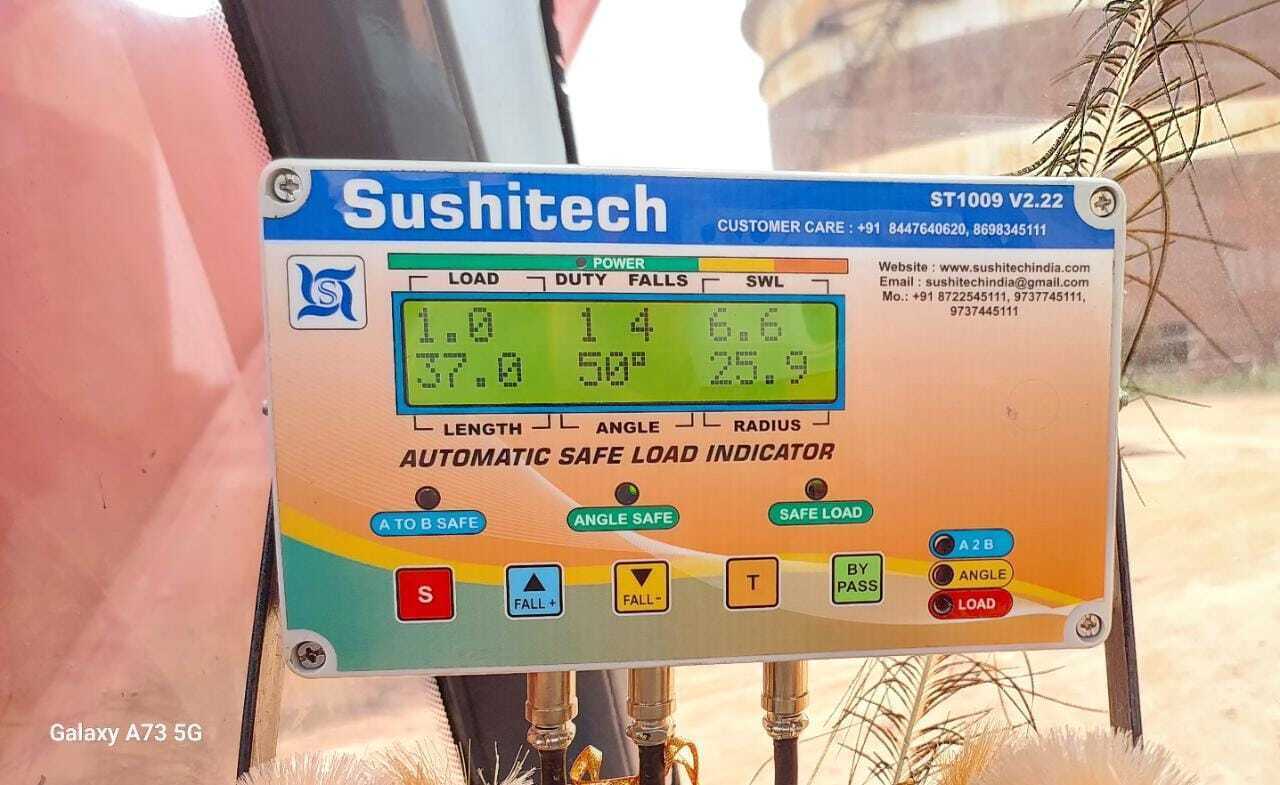 Sushitech
ST1009 V2.22
CUSTOMER CARE : +91 8447640620, 8698345111
S
POWER
LOAD DUTY FALLS SWL
1.0 1 4 6.6
37.0 50° 25.9
LENGTH ANGLE RADIUS
Website : www.sushitechindia.com
Email : sushitechindia@gmail.com
Mo.: +91 8722545111, 9737745111,
9737445111
AUTOMATIC SAFE LOAD INDICATOR
A TO B SAFE
ANGLE SAFE
SAFE LOAD
S
FALL +
FALL -
T
BY
PASS
A 2 B
ANGLE
LOAD
Galaxy A73 5G